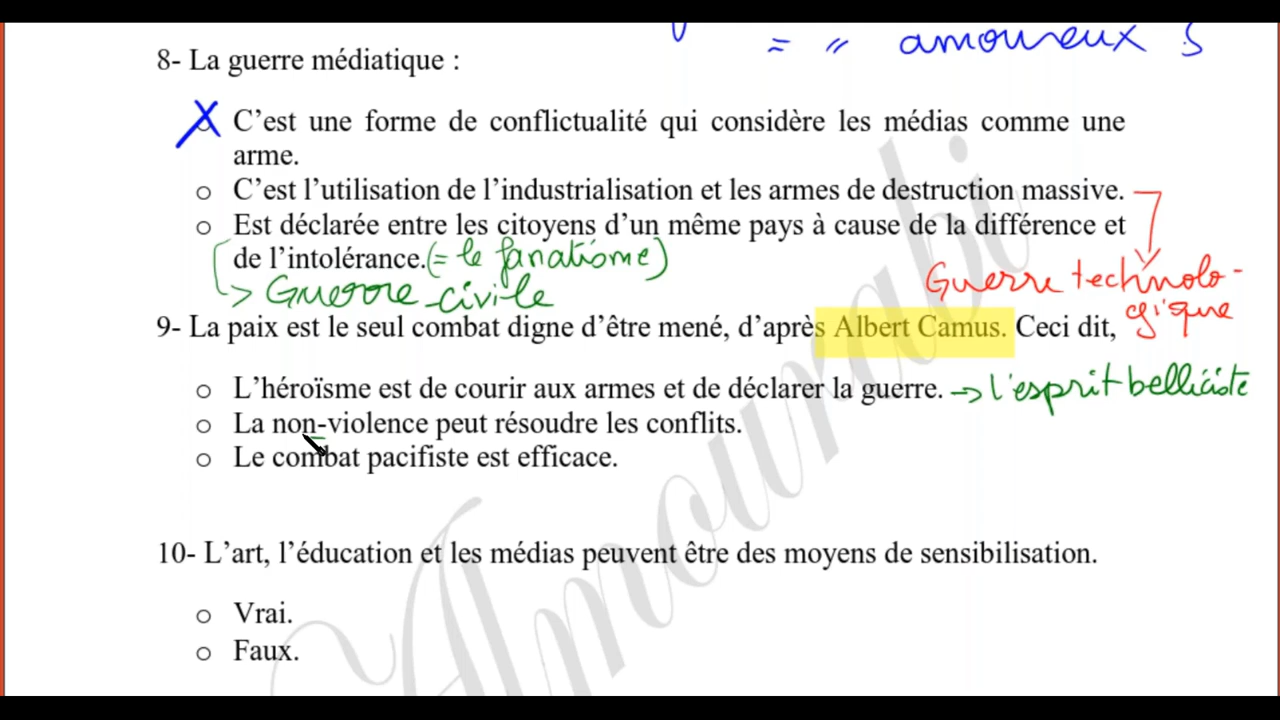 = " amoureux
8- La guerre médiatique :
X C'est une forme de conflictualité qui considère les médias comme une
arme.
o C'est l'utilisation de l'industrialisation et les armes de destruction massive.
o Est déclarée entre les citoyens d'un même pays à cause de la différence et
de l'intolérance. (= le fanatisme)
-> Guerre civile
Guerre technolo-
gique
9- La paix est le seul combat digne d'être mené, d'après Albert Camus. Ceci dit,
o L'héroïsme est de courir aux armes et de déclarer la guerre. -> l'esprit belliciste
o La non-violence peut résoudre les conflits.
o Le combat pacifiste est efficace.
10- L'art, l'éducation et les médias peuvent être des moyens de sensibilisation.
o Vrai.
o Faux.
Amourabi